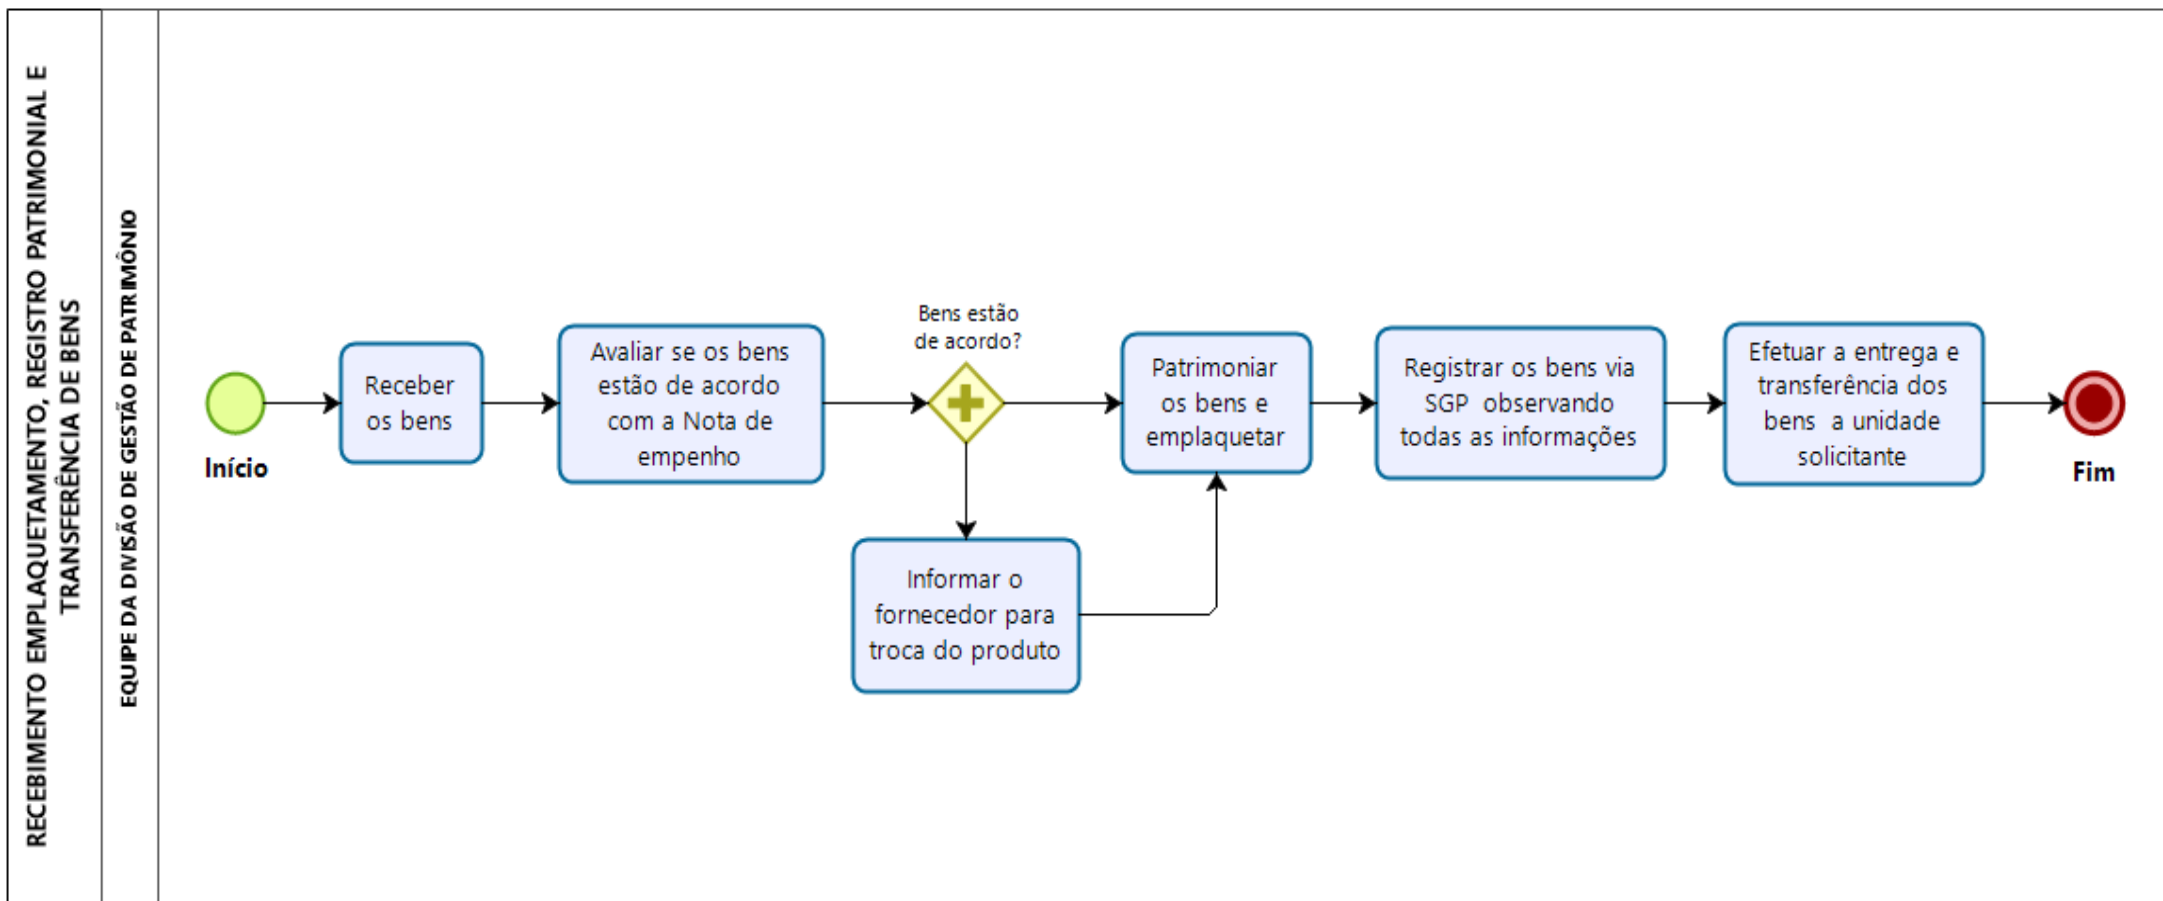 RECEBIMENTO EMPLAQUETAMENTO, REGISTRO PATRIMONIAL E
TRANSFERÊNCIA DE BENS
EQUIPE DA DIVISÃO DE GESTÃO DE PATRIMÔNIO
Início
Receber
os bens
Avaliar se os bens
estão de acordo
com a Nota de
empenho
Bens estão
de acordo?
Informar o
fornecedor para
troca do produto
Patrimoniar
os bens e
emplaquetar
Registrar os bens via
SGP observando
todas as informações
Efetuar a entrega e
transferência dos
bens a unidade
solicitante
Fim